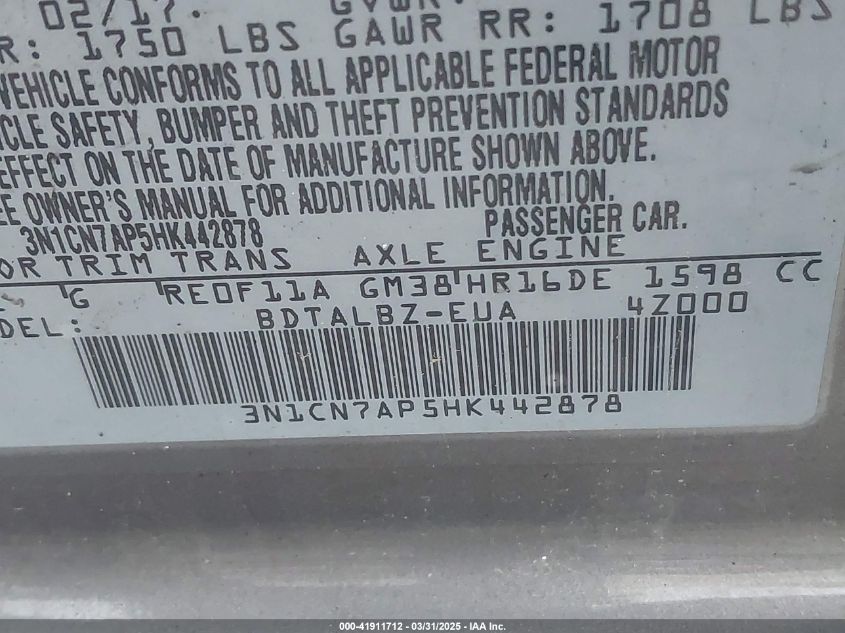 02/17.
R: 1750 LBS GAWR RR: 1708 LBS
VEHICLE CONFORMS TO ALL APPLICABLE FEDERAL MOTOR
CLE SAFETY, BUMPER AND THEFT PREVENTION STANDARDS
EFFECT ON THE DATE OF MANUFACTURE SHOWN ABOVE.
EE OWNER'S MANUAL FOR ADDITIONAL INFORMATION.
3N1CN7AP5HK442878 PASSENGER CAR.
OR TRIM TRANS AXLE ENGINE
G RE0F11A GM38 HR16DE 1598 CC
DEL: BDTALBZ-EUA 4Z000
3N1CN7AP5HK442878
000-41911712 - 03/31/2025 - IAA Inc.